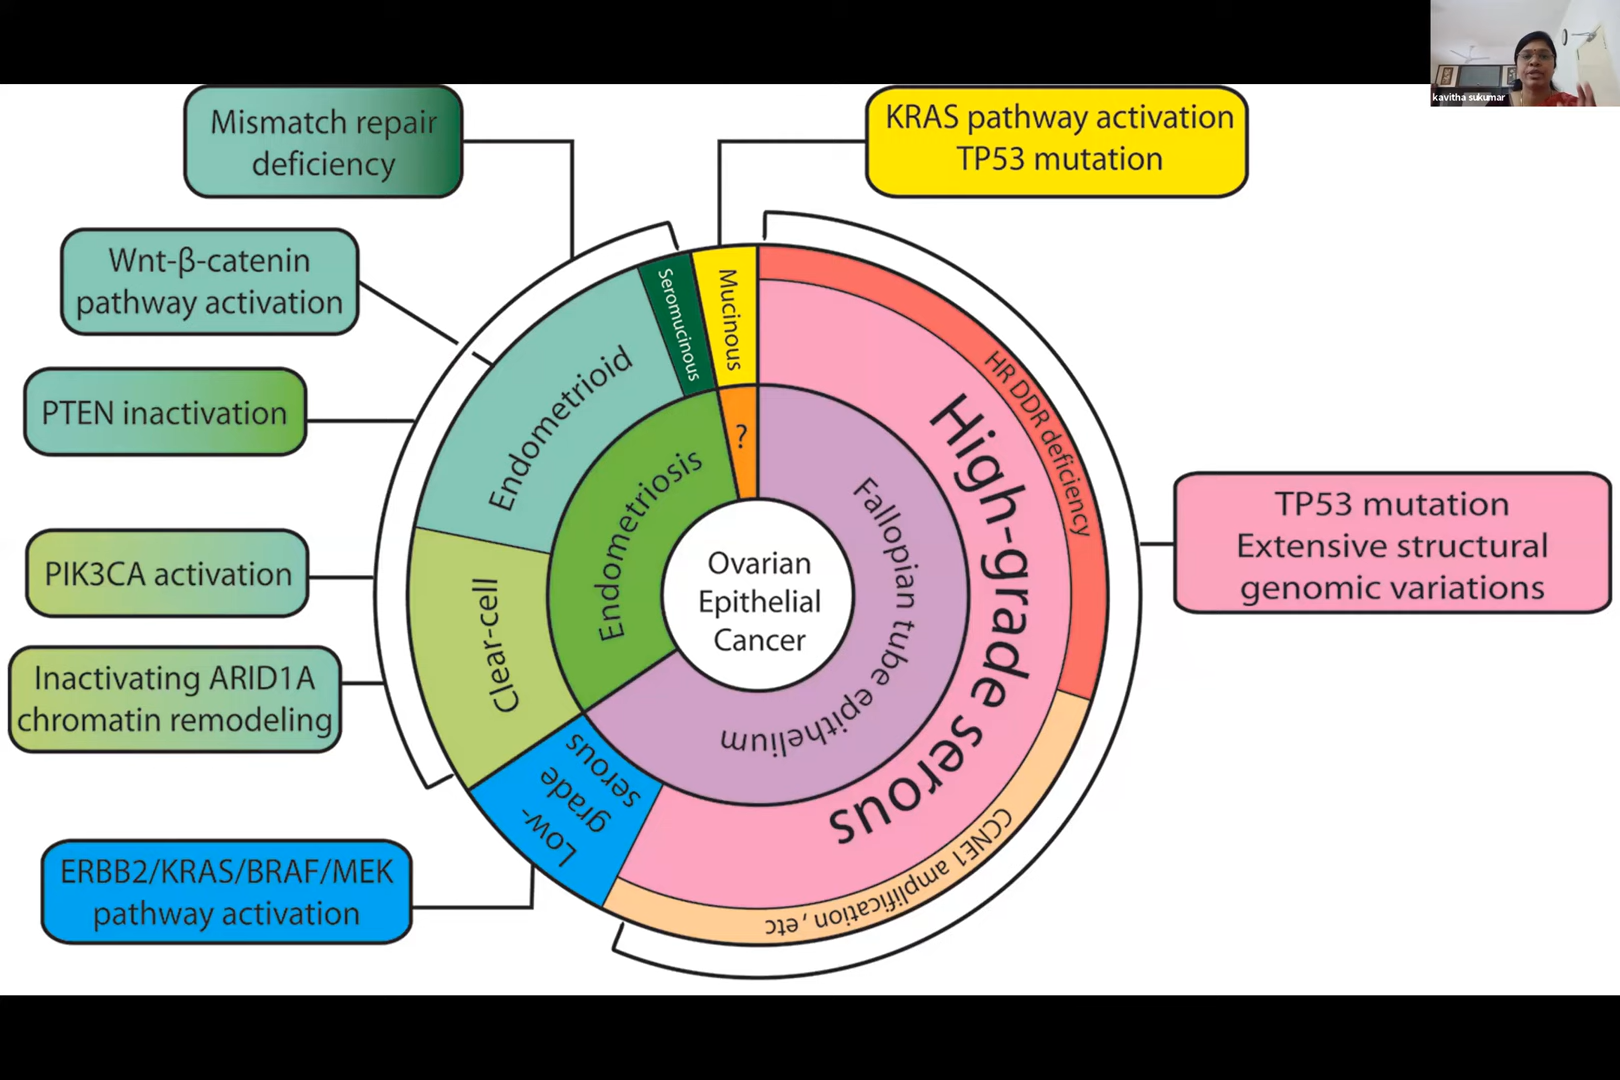 kavitha sukumar
Mismatch repair
deficiency
KRAS pathway activation
TP53 mutation
Wnt-β-catenin
pathway activation
PTEN inactivation
PIK3CA activation
Inactivating ARID1A
chromatin remodeling
ERBB2/KRAS/BRAF/MEK
pathway activation
TP53 mutation
Extensive structural
genomic variations
Seromucinous
Mucinous
Endometrioid
Clear-cell
Low-
grade
serous
High-grade serous
HR DDR deficiency
CCNE1 amplification, etc
Endometriosis
?
Fallopian tube epithelium
Ovarian
Epithelial
Cancer